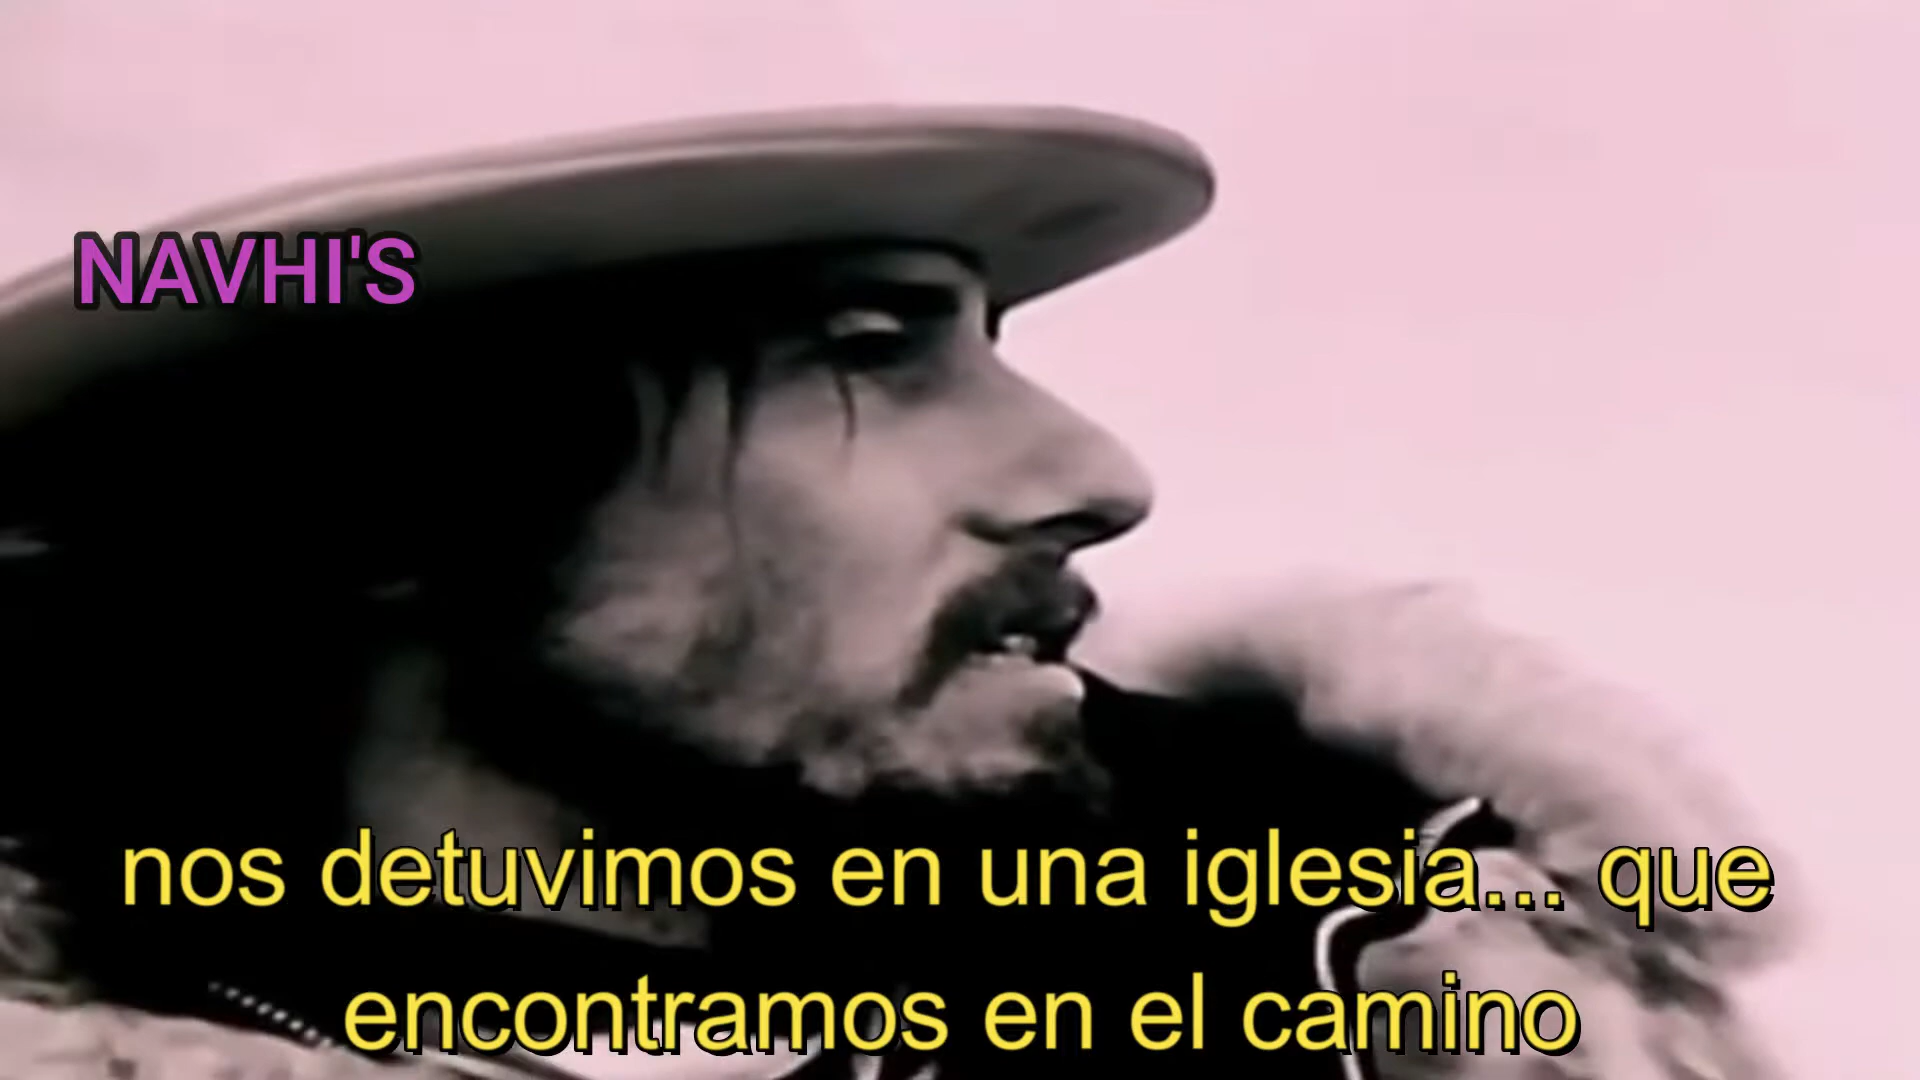 NAVHI'S
nos detuvimos en una iglesia... que
encontramos en el camino